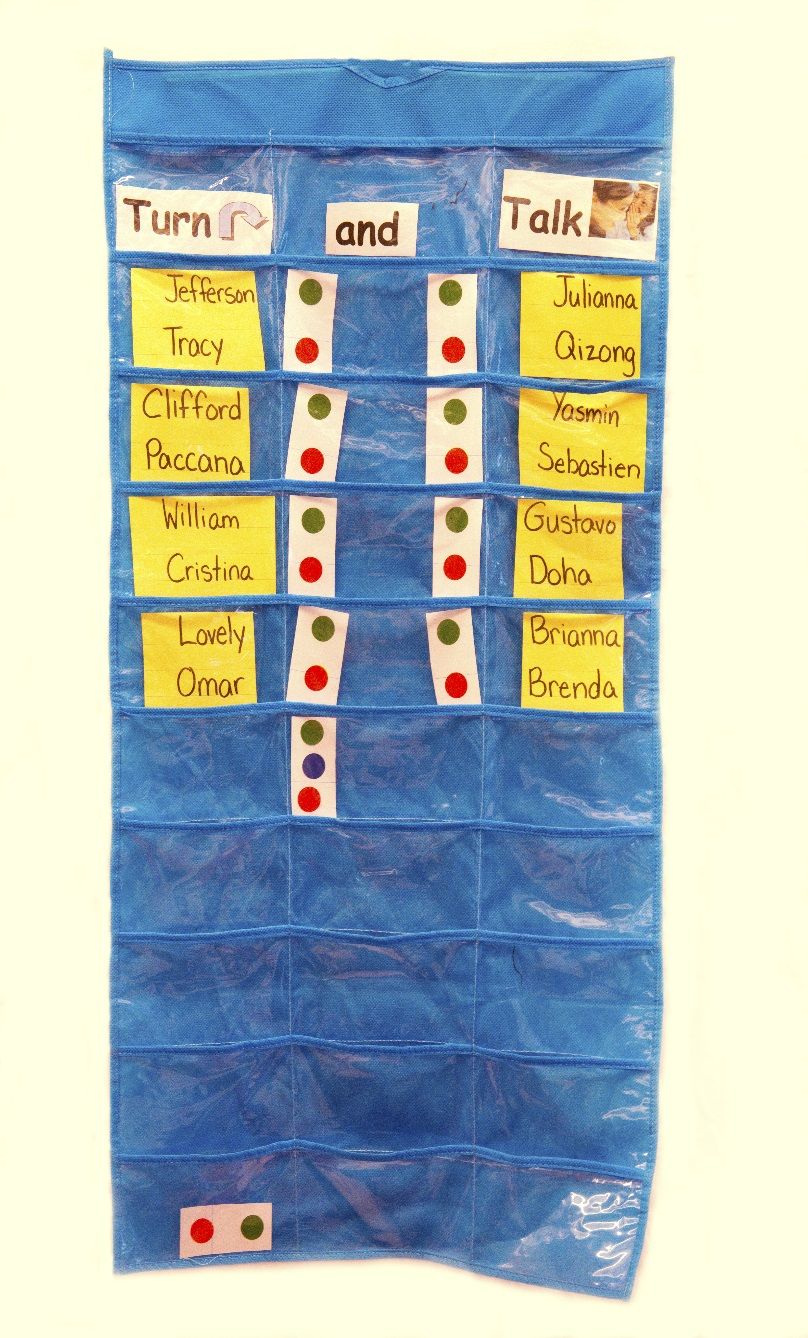 Turn and Talk
Jefferson Julianna
Tracy Qizong
Clifford Yasmin
Paccana Sebastien
William Gustavo
Cristina Doha
Lovely Brianna
Omar Brenda